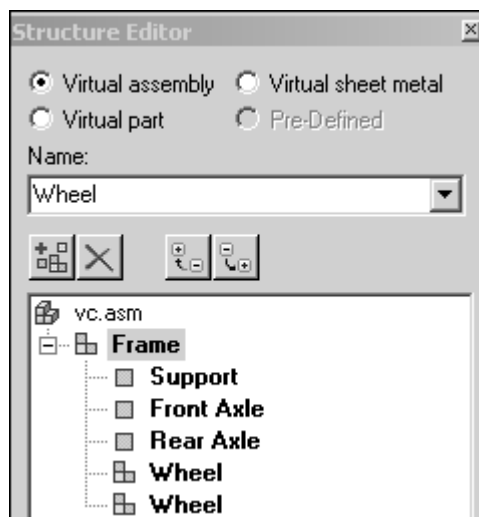 Structure Editor
Virtual assembly Virtual sheet metal
Virtual part Pre-Defined
Name:
Wheel
vc.asm
Frame
Support
Front Axle
Rear Axle
Wheel
Wheel